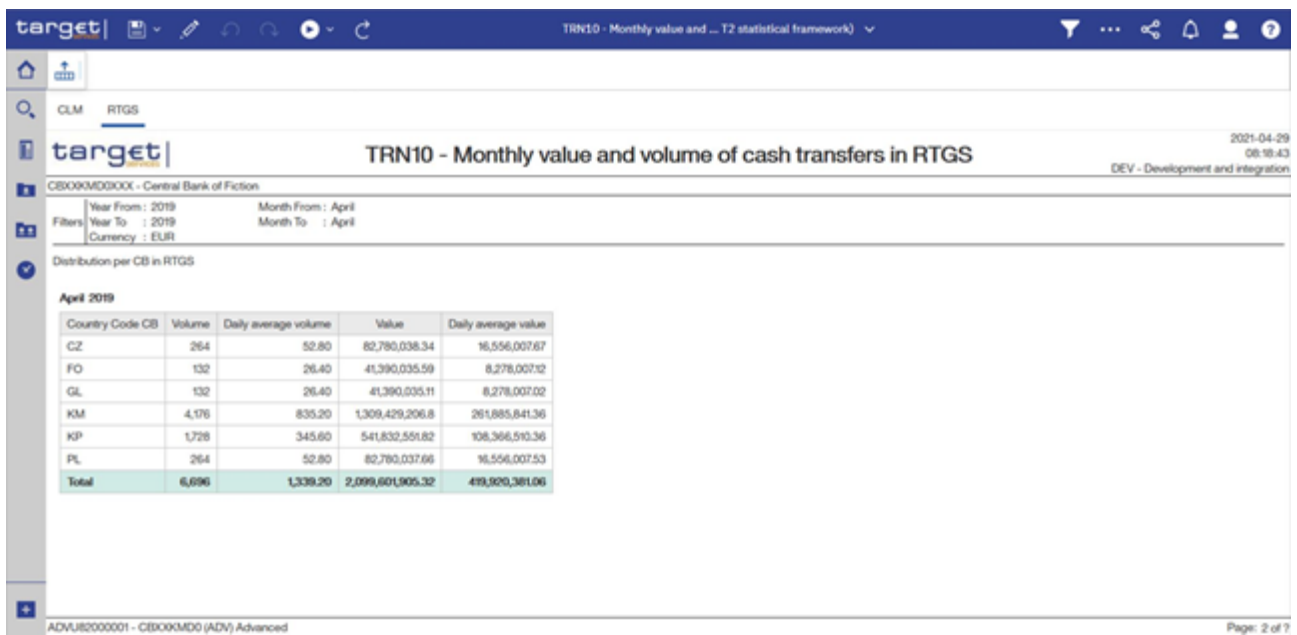 target|
TRN10 - Monthly value and ... T2 statistical framework)
CLM RTGS
target|
SERVICES
TRN10 - Monthly value and volume of cash transfers in RTGS
2021-04-29
08:18:43
DEV - Development and integration
CBXXKMD0XXX - Central Bank of Fiction
Filters
Year From : 2019 Month From : April
Year To : 2019 Month To : April
Currency : EUR
Distribution per CB in RTGS
April 2019
Country Code CB Volume Daily average volume Value Daily average value
CZ 264 52.80 82,780,038.34 16,556,007.67
FO 132 26.40 41,390,035.59 8,278,007.12
GL 132 26.40 41,390,035.11 8,278,007.02
KM 4,176 835.20 1,309,429,206.8 261,885,841.36
KP 1,728 345.60 541,832,551.82 108,366,510.36
PL 264 52.80 82,780,037.66 16,556,007.53
Total 6,696 1,339.20 2,099,601,905.32 419,920,381.06
ADVU82000001 - CBXXKMD0 (ADV) Advanced
Page: 2 of ?